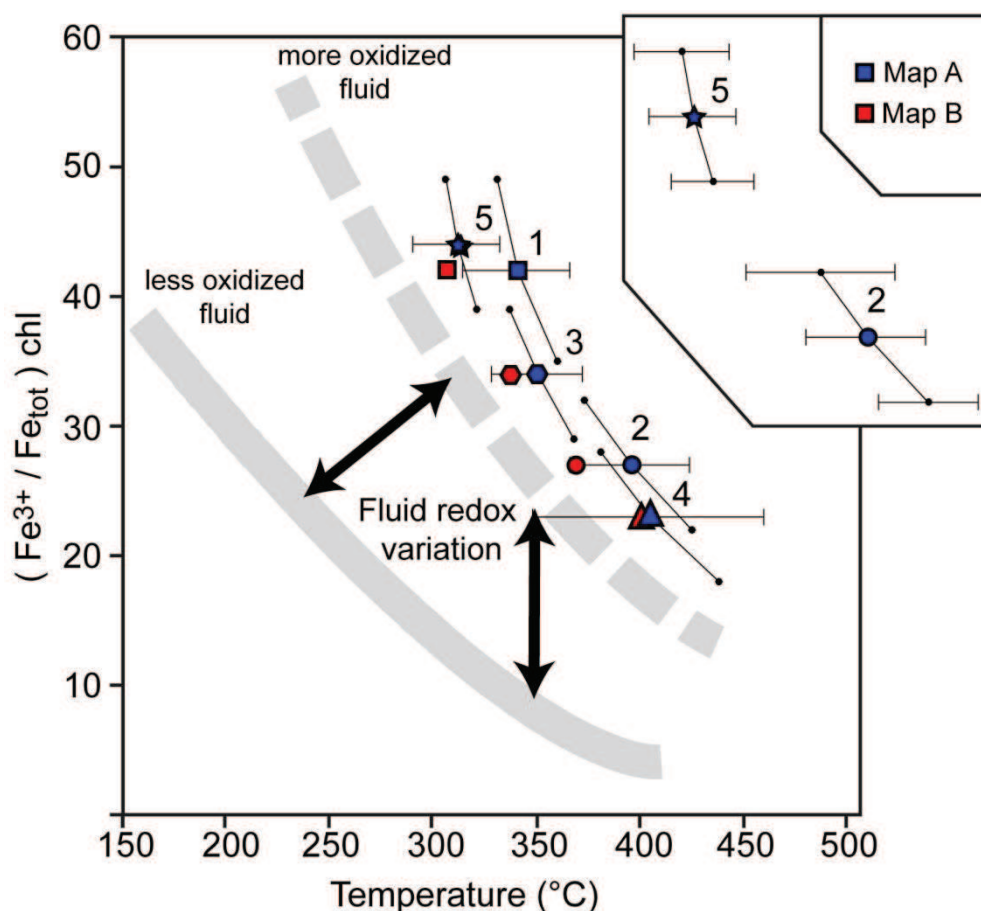 60
50
40
30
20
10
( Fe3+ / Fetot) chl
more oxidized
fluid
less oxidized
fluid
5
1
3
2
4
Fluid redox
variation
5
2
Map A
Map B
150 200 250 300 350 400 450 500
Temperature (°C)